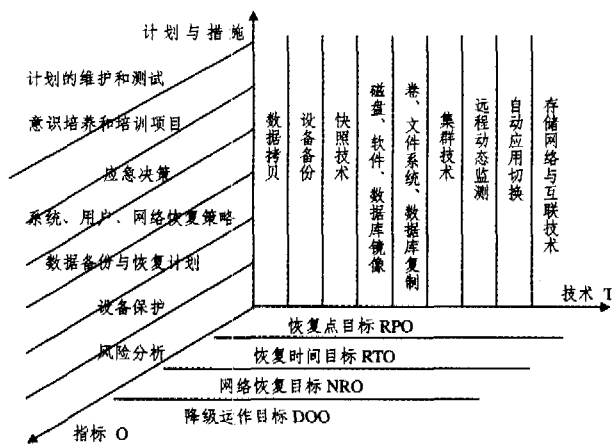 计划与措施
计划的维护和测试
意识培养和培训项目
应急决策
系统、用户、网络恢复策略
数据备份与恢复计划
设备保护
风险分析
指标 O
数据拷贝
设备备份
快照技术
磁盘、软件、数据库镜像
卷、文件系统、数据库复制
集群技术
远程动态监测
自动应用切换
存储网络与互联技术
技术 T
恢复点目标 RPO
恢复时间目标 RTO
网络恢复目标 NRO
降级运作目标 DOO